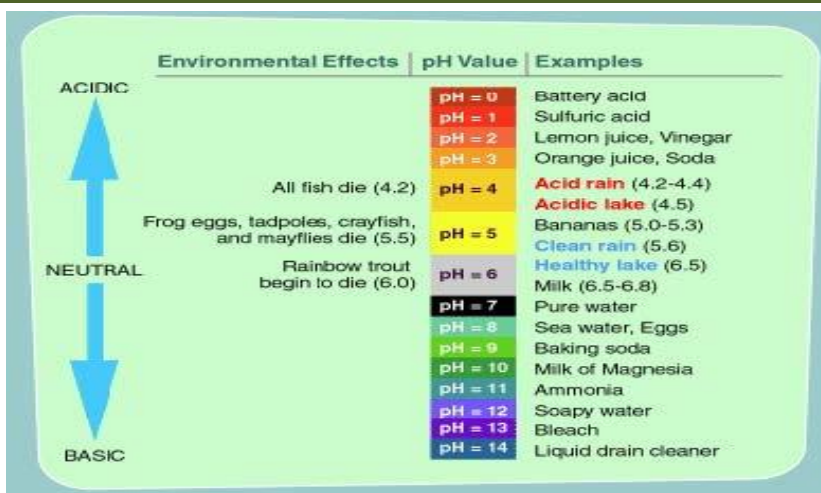 Environmental Effects | pH Value | Examples
ACIDIC
pH = 0 Battery acid
pH = 1 Sulfuric acid
pH = 2 Lemon juice, Vinegar
pH = 3 Orange juice, Soda
All fish die (4.2) pH = 4 Acid rain (4.2-4.4)
Acidic lake (4.5)
Frog eggs, tadpoles, crayfish,
and mayflies die (5.5) pH = 5 Bananas (5.0-5.3)
Clean rain (5.6)
NEUTRAL
Rainbow trout
begin to die (6.0) pH = 6 Healthy lake (6.5)
Milk (6.5-6.8)
pH = 7 Pure water
pH = 8 Sea water, Eggs
pH = 9 Baking soda
pH = 10 Milk of Magnesia
pH = 11 Ammonia
pH = 12 Soapy water
pH = 13 Bleach
pH = 14 Liquid drain cleaner
BASIC